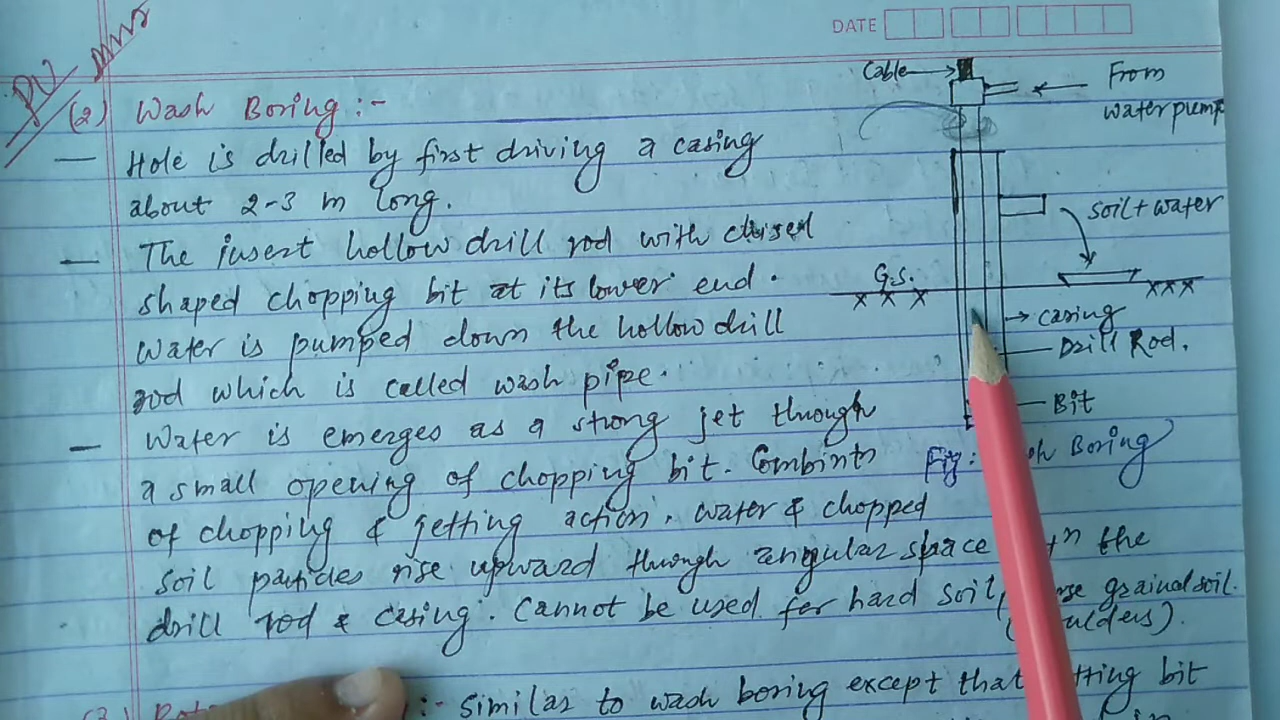 DATE
(2) Wash Boring :-
— Hole is drilled by first driving a casing
about 2-3 m long.
— The insert hollow drill rod with chisel
shaped chopping bit at its lower end.
Water is pumped down the hollow drill
rod which is called wash pipe.
— Water is emerges as a strong jet through
a small opening of chopping bit. Combintn
of chopping & jetting action, water & chopped
soil particles rise upward through angular space the
drill rod & casing. Cannot be used for hard soil, grained soil.
:- Similar to wash boring except that bit
Cable
From
water pump
soil + water
G.S.
casing
Drill Rod.
Bit
Fig: Boring